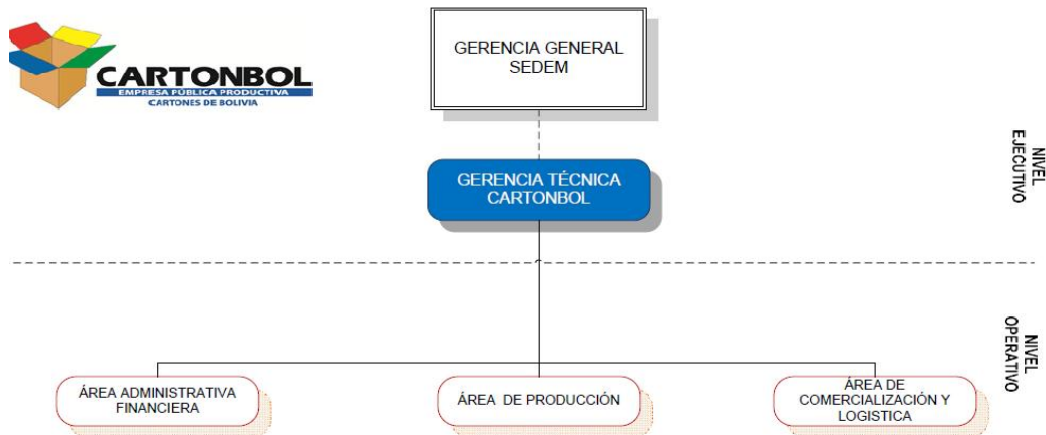 CARTONBOL
EMPRESA PÚBLICA PRODUCTIVA
CARTONES DE BOLIVIA
GERENCIA GENERAL
SEDEM
GERENCIA TÉCNICA
CARTONBOL
NIVEL
EJECUTIVO
NIVEL
OPERATIVO
ÁREA ADMINISTRATIVA
FINANCIERA
ÁREA DE PRODUCCIÓN
ÁREA DE
COMERCIALIZACIÓN Y
LOGISTICA